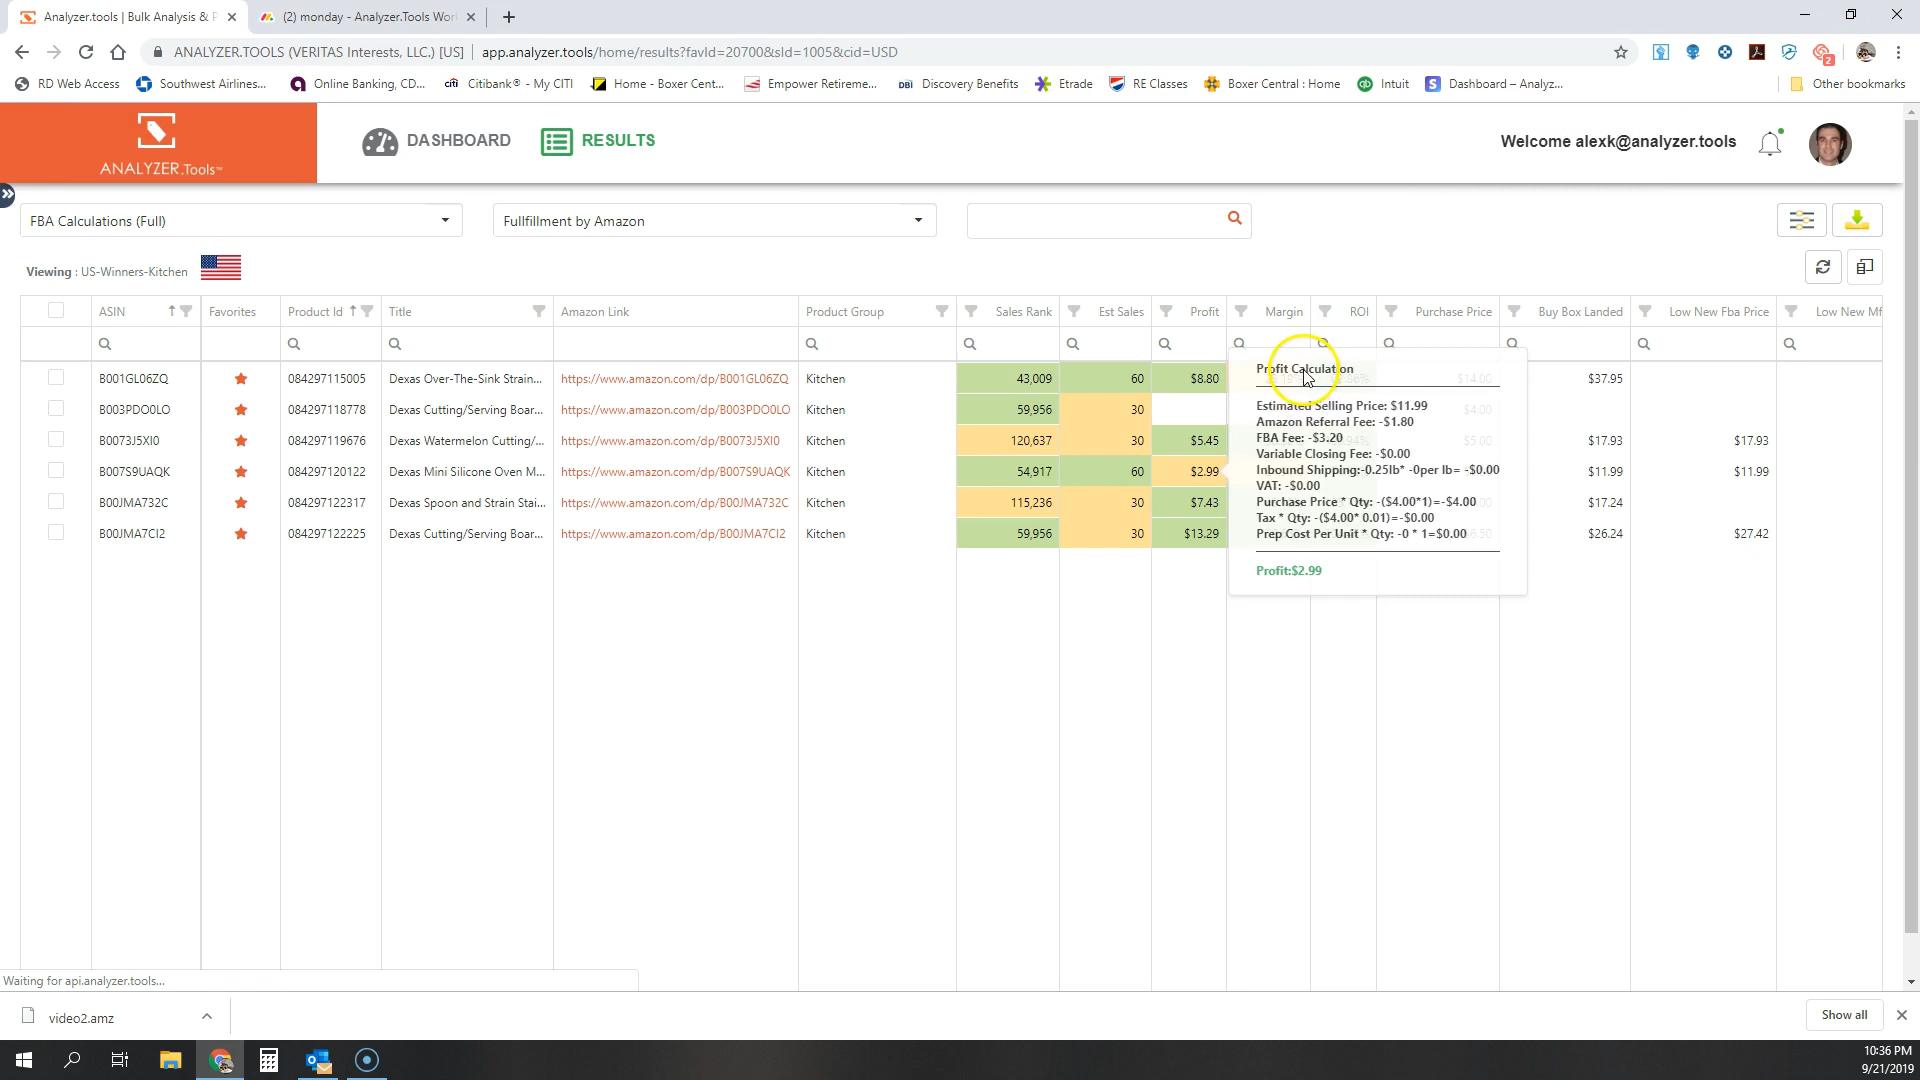 Analyzer.tools | Bulk Analysis & P
(2) monday - Analyzer.Tools Wor
ANALYZER.TOOLS (VERITAS Interests, LLC.) [US] | app.analyzer.tools/home/results?favId=20700&sId=1005&cid=USD
2
RD Web Access Southwest Airlines... Online Banking, CD... citi Citibank® - My CITI Home - Boxer Cent... Empower Retireme... DBI Discovery Benefits Etrade RE Classes Boxer Central : Home qb Intuit S Dashboard – Analyz... Other bookmarks
ANALYZER.Tools™
DASHBOARD RESULTS
Welcome alexk@analyzer.tools
FBA Calculations (Full)
Fullfillment by Amazon
Viewing : US-Winners-Kitchen
ASIN Favorites Product Id Title Amazon Link Product Group Sales Rank Est Sales Profit Margin ROI Purchase Price Buy Box Landed Low New Fba Price Low New Mf
B001GL06ZQ 084297115005 Dexas Over-The-Sink Strain... https://www.amazon.com/dp/B001GL06ZQ Kitchen 43,009 60 $8.80 $14.00 $37.95
B003PDO0LO 084297118778 Dexas Cutting/Serving Boar... https://www.amazon.com/dp/B003PDO0LO Kitchen 59,956 30 $4.00
B0073J5XI0 084297119676 Dexas Watermelon Cutting/... https://www.amazon.com/dp/B0073J5XI0 Kitchen 120,637 30 $5.45 $5.00 $17.93 $17.93
B007S9UAQK 084297120122 Dexas Mini Silicone Oven M... https://www.amazon.com/dp/B007S9UAQK Kitchen 54,917 60 $2.99 $11.99 $11.99
B00JMA732C 084297122317 Dexas Spoon and Strain Stai... https://www.amazon.com/dp/B00JMA732C Kitchen 115,236 30 $7.43 $17.24
B00JMA7CI2 084297122225 Dexas Cutting/Serving Boar... https://www.amazon.com/dp/B00JMA7CI2 Kitchen 59,956 30 $13.29 $26.24 $27.42
Profit Calculation
Estimated Selling Price: $11.99
Amazon Referral Fee: -$1.80
FBA Fee: -$3.20
Variable Closing Fee: -$0.00
Inbound Shipping:-0.25lb* -0per lb= -$0.00
VAT: -$0.00
Purchase Price * Qty: -($4.00*1)=-$4.00
Tax * Qty: -($4.00* 0.01)=-$0.00
Prep Cost Per Unit * Qty: -0 * 1=$0.00
Profit:$2.99
Waiting for api.analyzer.tools...
video2.amz
Show all
10:36 PM
9/21/2019